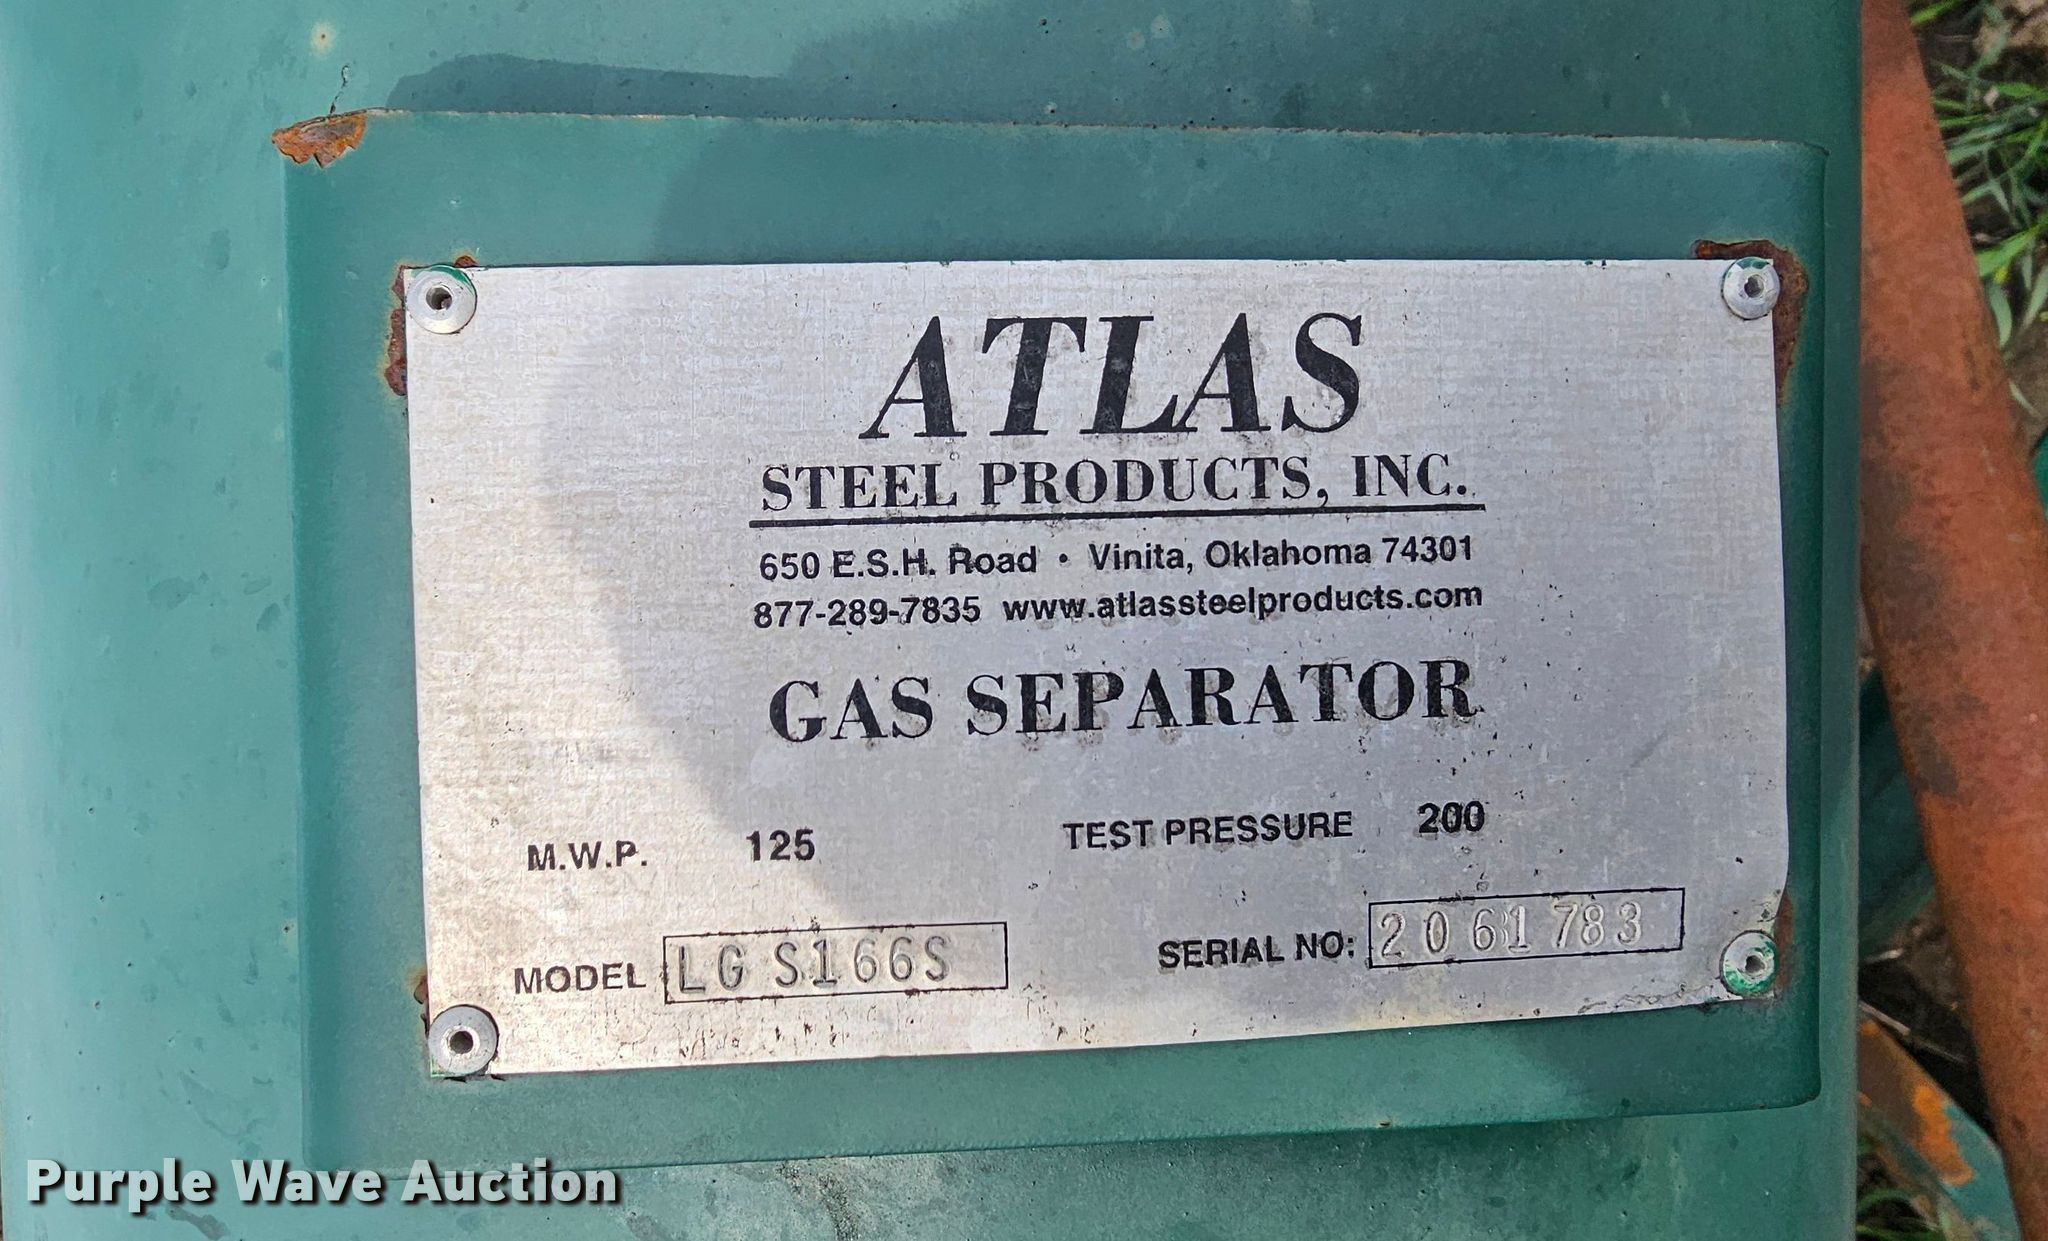 ATLAS
STEEL PRODUCTS, INC.
650 E.S.H. Road • Vinita, Oklahoma 74301
877-289-7835 www.atlassteelproducts.com
GAS SEPARATOR
M.W.P. 125 TEST PRESSURE 200
MODEL LG S166S SERIAL NO: 2061783
Purple Wave Auction